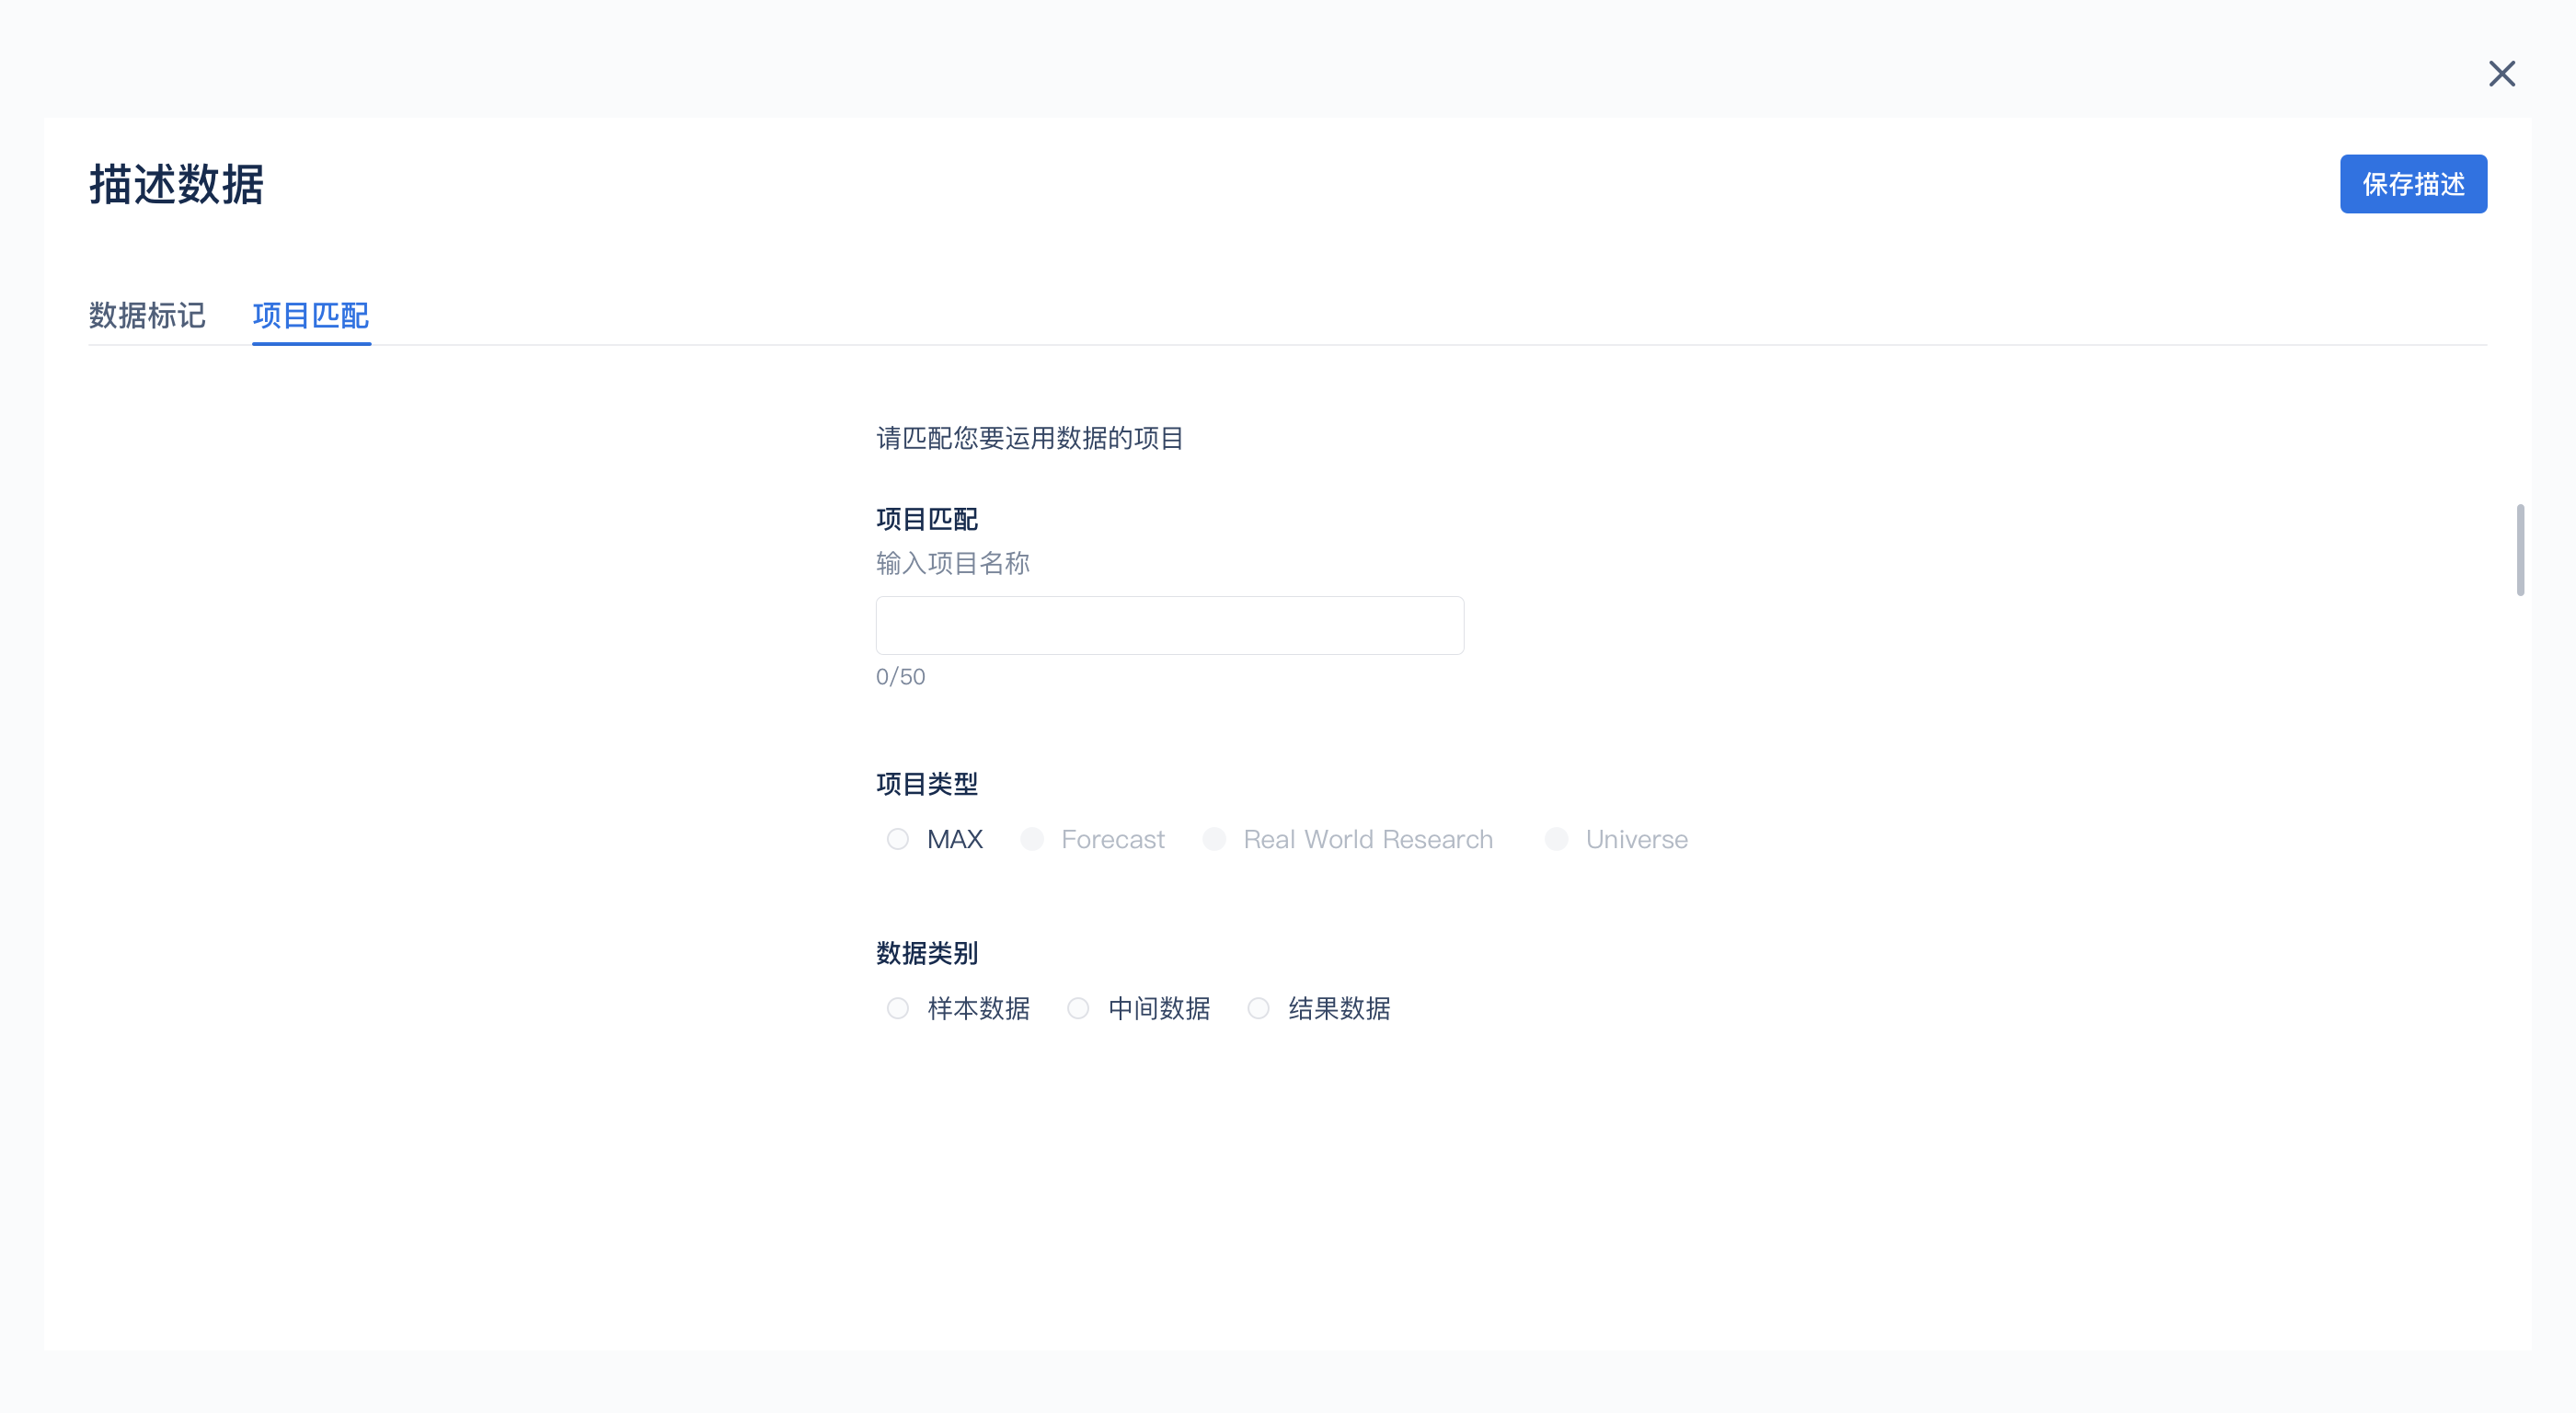 描述数据
保存描述
数据标记 项目匹配
请匹配您要运用数据的项目
项目匹配
输入项目名称
0/50
项目类型
MAX Forecast Real World Research Universe
数据类别
样本数据 中间数据 结果数据